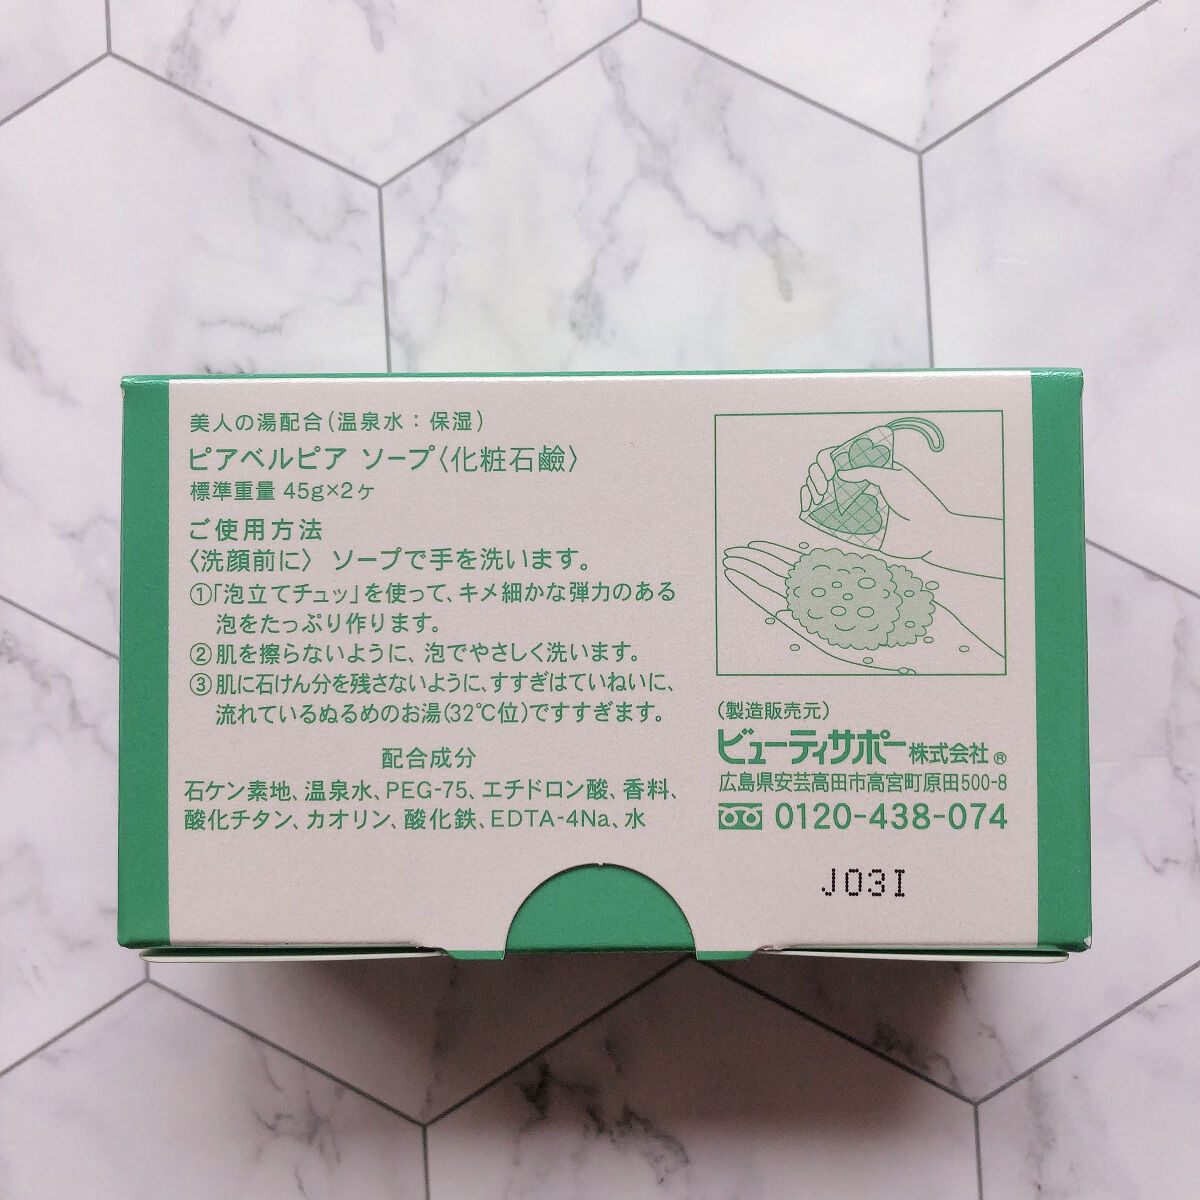 美人の湯配合(温泉水:保湿)
ピアベルピア ソープ〈化粧石鹼〉
標準重量 45g×2ヶ
ご使用方法
〈洗顔前に〉 ソープで手を洗います。
①「泡立てチュッ」を使って、キメ細かな弾力のある
泡をたっぷり作ります。
②肌を擦らないように、泡でやさしく洗います。
③肌に石けん分を残さないように、すすぎはていねいに、
流れているぬるめのお湯(32℃位)ですすぎます。
配合成分
石ケン素地、温泉水、PEG-75、エチドロン酸、香料、
酸化チタン、カオリン、酸化鉄、EDTA-4Na、水
(製造販売元)
ビューティサポー株式会社®
広島県安芸高田市高宮町原田500-8
0120-438-074
J03I